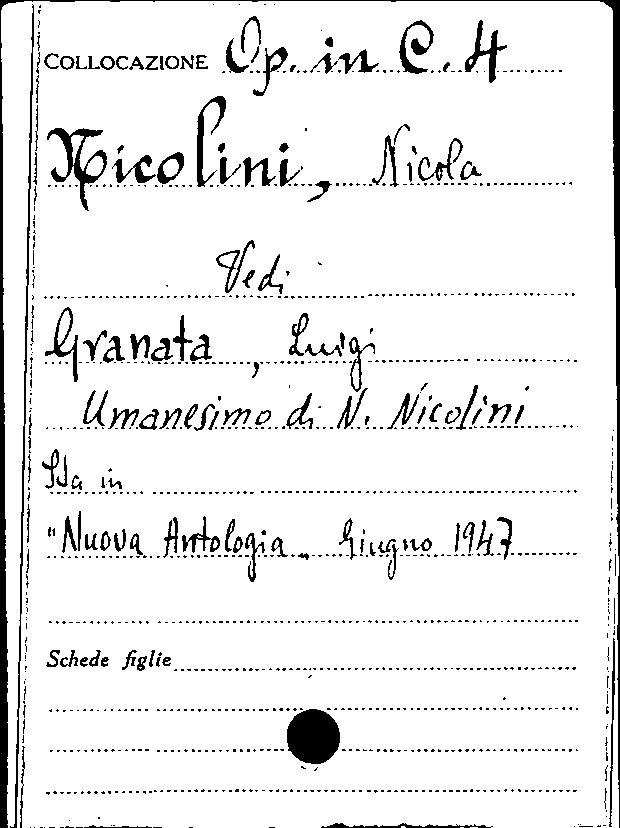 COLLOCAZIONE Op. in C. 4
Nicolini, Nicola
Vedi
Granata, Luigi
Umanesimo di N. Nicolini
Sta in
"Nuova Antologia" Giugno 1947
Schede figlie